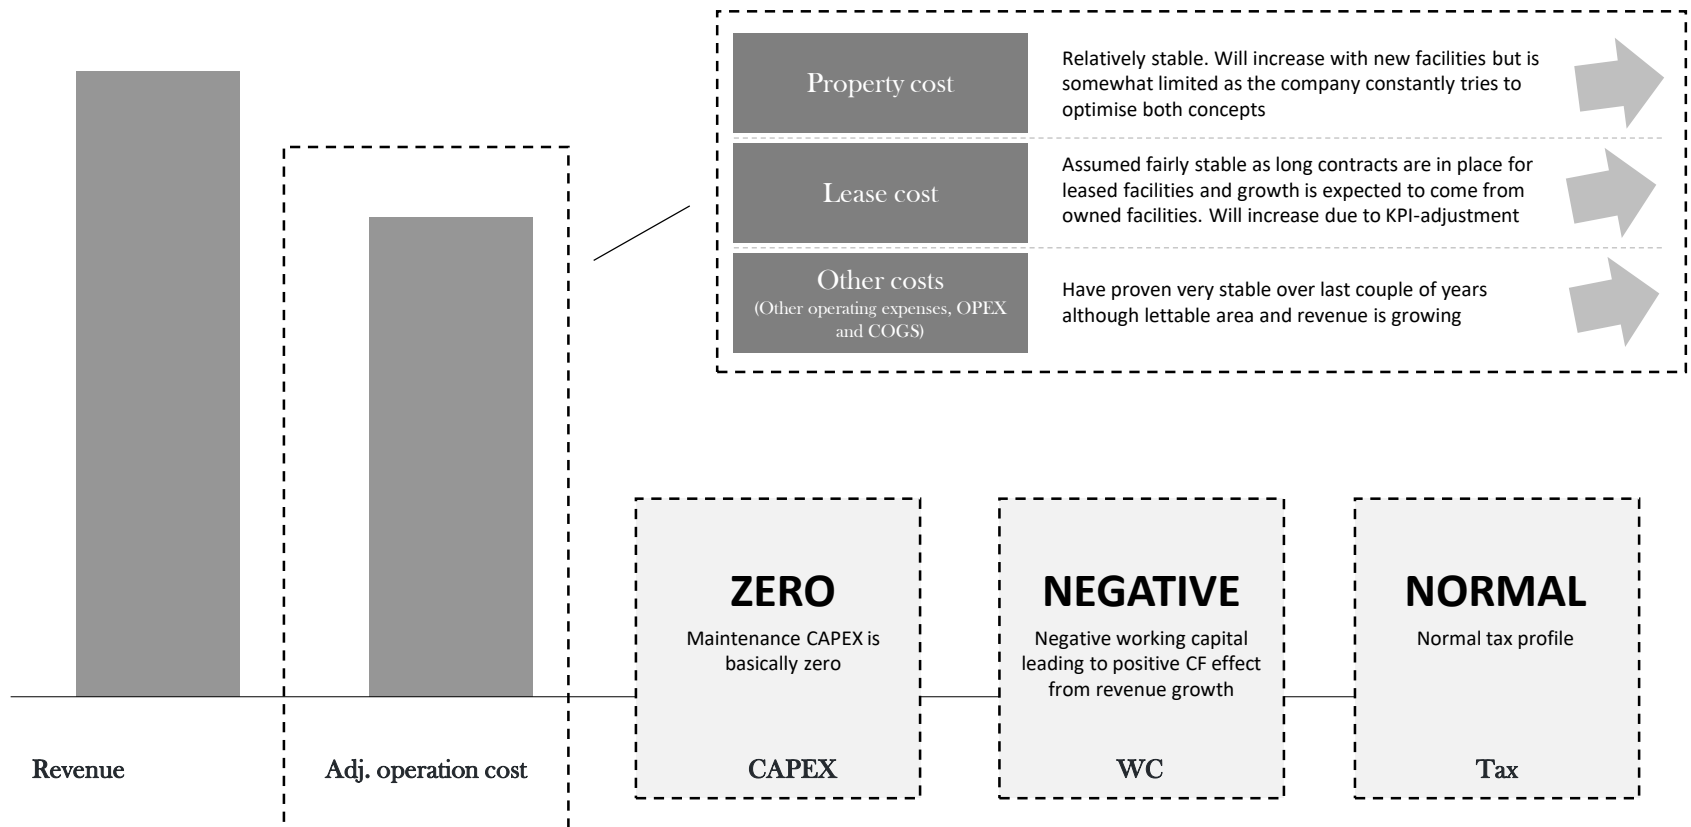 Property cost
Relatively stable. Will increase with new facilities but is
somewhat limited as the company constantly tries to
optimise both concepts
Lease cost
Assumed fairly stable as long contracts are in place for
leased facilities and growth is expected to come from
owned facilities. Will increase due to KPI-adjustment
Other costs
(Other operating expenses, OPEX
and COGS)
Have proven very stable over last couple of years
although lettable area and revenue is growing
ZERO
Maintenance CAPEX is
basically zero
NEGATIVE
Negative working capital
leading to positive CF effect
from revenue growth
NORMAL
Normal tax profile
Revenue
Adj. operation cost
CAPEX
WC
Tax